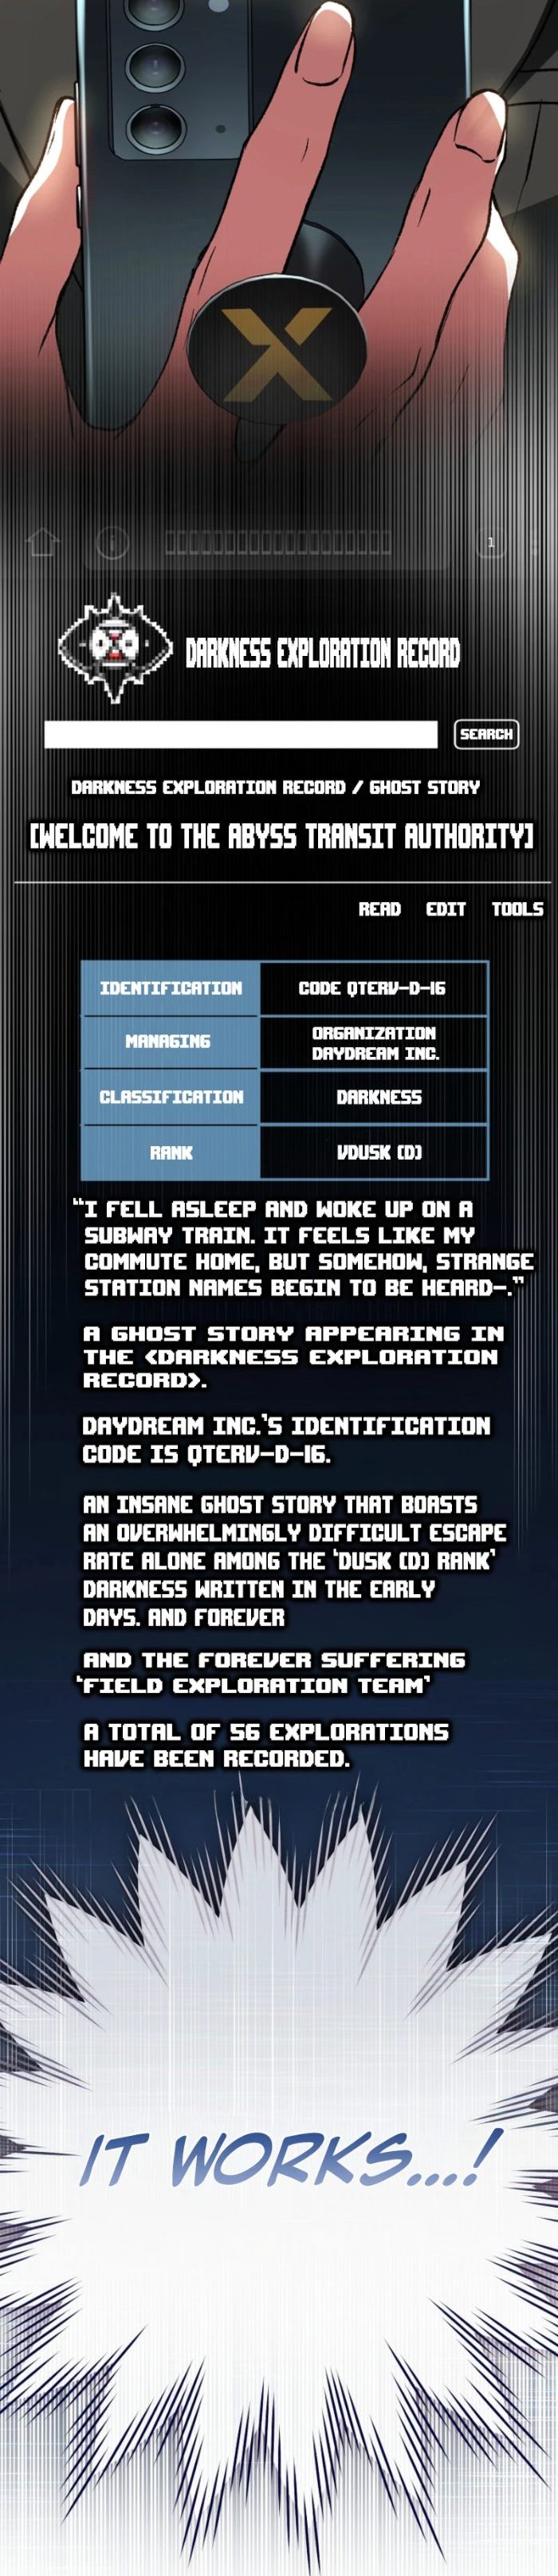 X
1
DARKNESS EXPLORATION RECORD
SEARCH
DARKNESS EXPLORATION RECORD / GHOST STORY
[WELCOME TO THE ABYSS TRANSIT AUTHORITY]
READ EDIT TOOLS
IDENTIFICATION CODE QTERV-D-16
MANAGING ORGANIZATION
DAYDREAM INC.
CLASSIFICATION DARKNESS
RANK VDUSK (D)
"I FELL ASLEEP AND WOKE UP ON A
SUBWAY TRAIN. IT FEELS LIKE MY
COMMUTE HOME, BUT SOMEHOW, STRANGE
STATION NAMES BEGIN TO BE HEARD-."
A GHOST STORY APPEARING IN
THE <DARKNESS EXPLORATION
RECORD>.
DAYDREAM INC.'S IDENTIFICATION
CODE IS QTERV-D-16.
AN INSANE GHOST STORY THAT BOASTS
AN OVERWHELMINGLY DIFFICULT ESCAPE
RATE ALONE AMONG THE 'DUSK (D) RANK'
DARKNESS WRITTEN IN THE EARLY
DAYS. AND FOREVER
AND THE FOREVER SUFFERING
'FIELD EXPLORATION TEAM'
A TOTAL OF 56 EXPLORATIONS
HAVE BEEN RECORDED.
IT WORKS...!